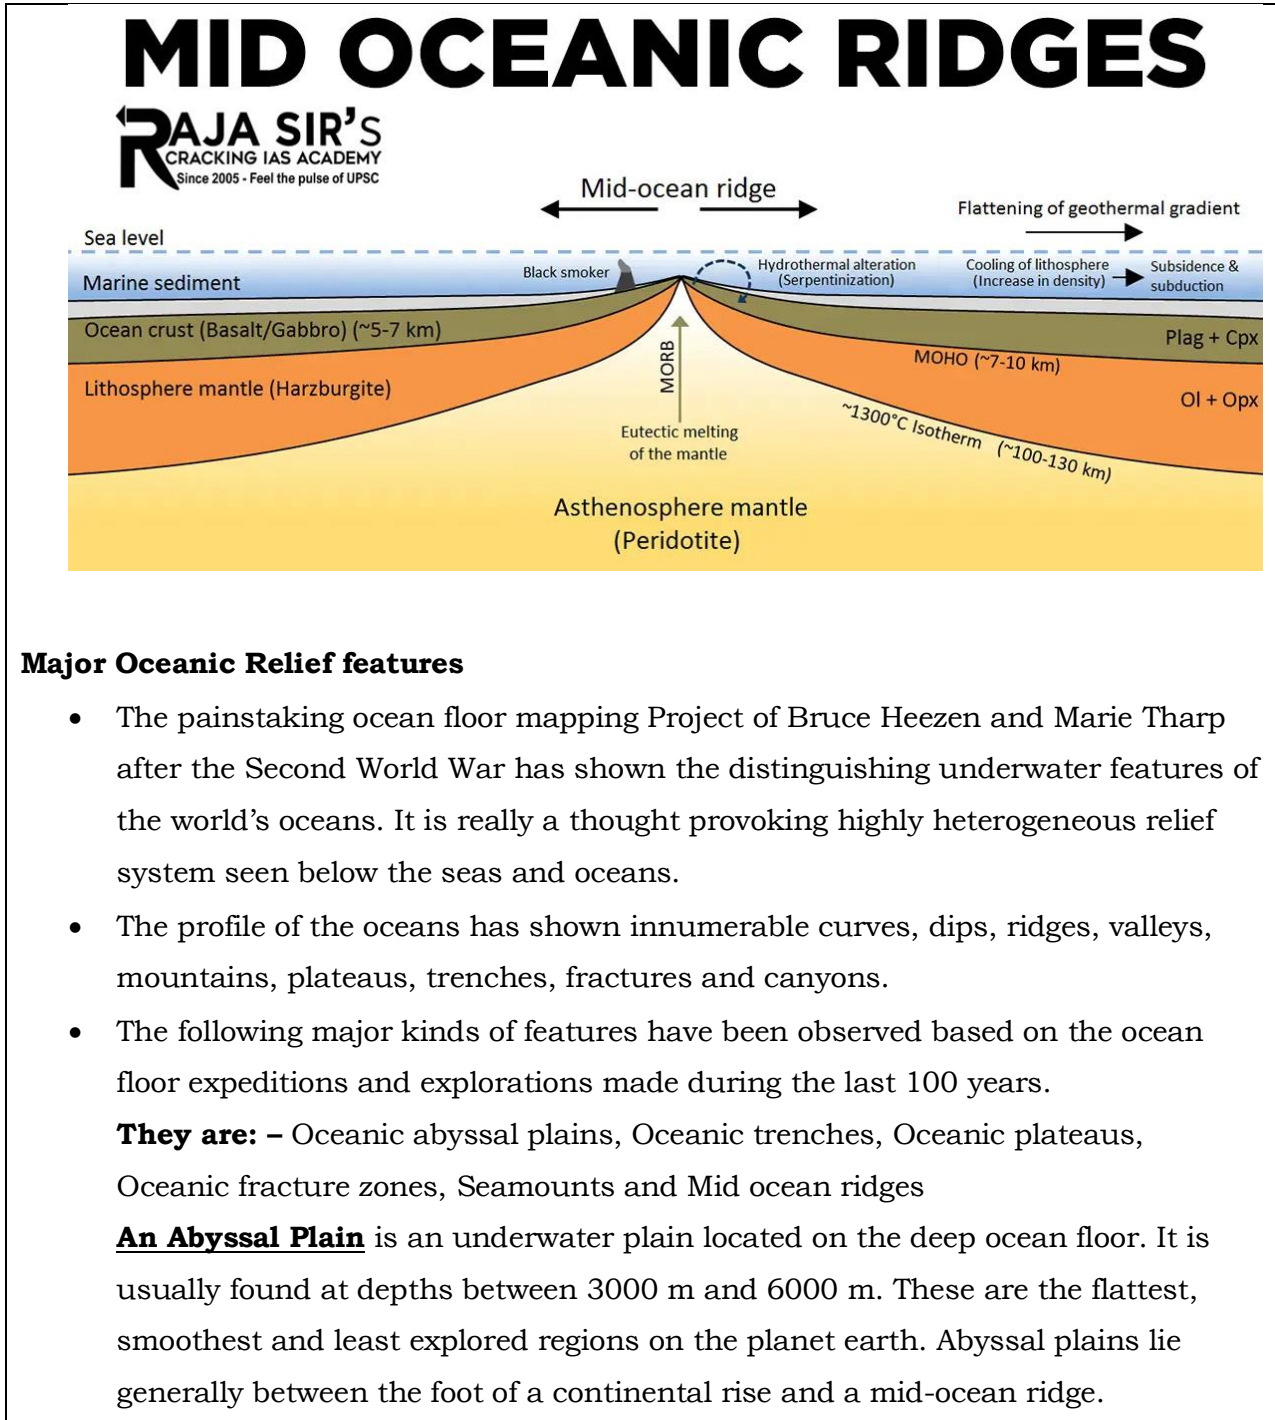 MID OCEANIC RIDGES
RAJA SIR'S
CRACKING IAS ACADEMY
Since 2005 - Feel the pulse of UPSC
Mid-ocean ridge
Flattening of geothermal gradient
Sea level
Marine sediment
Black smoker
Hydrothermal alteration
(Serpentinization)
Cooling of lithosphere
(Increase in density)
Subsidence &
subduction
Ocean crust (Basalt/Gabbro) (~5-7 km)
Plag + Cpx
MOHO (~7-10 km)
Lithosphere mantle (Harzburgite)
Ol + Opx
MORB
~1300°C Isotherm (~100-130 km)
Eutectic melting
of the mantle
Asthenosphere mantle
(Peridotite)
Major Oceanic Relief features
• The painstaking ocean floor mapping Project of Bruce Heezen and Marie Tharp
after the Second World War has shown the distinguishing underwater features of
the world's oceans. It is really a thought provoking highly heterogeneous relief
system seen below the seas and oceans.
• The profile of the oceans has shown innumerable curves, dips, ridges, valleys,
mountains, plateaus, trenches, fractures and canyons.
• The following major kinds of features have been observed based on the ocean
floor expeditions and explorations made during the last 100 years.
They are: – Oceanic abyssal plains, Oceanic trenches, Oceanic plateaus,
Oceanic fracture zones, Seamounts and Mid ocean ridges
An Abyssal Plain is an underwater plain located on the deep ocean floor. It is
usually found at depths between 3000 m and 6000 m. These are the flattest,
smoothest and least explored regions on the planet earth. Abyssal plains lie
generally between the foot of a continental rise and a mid-ocean ridge.